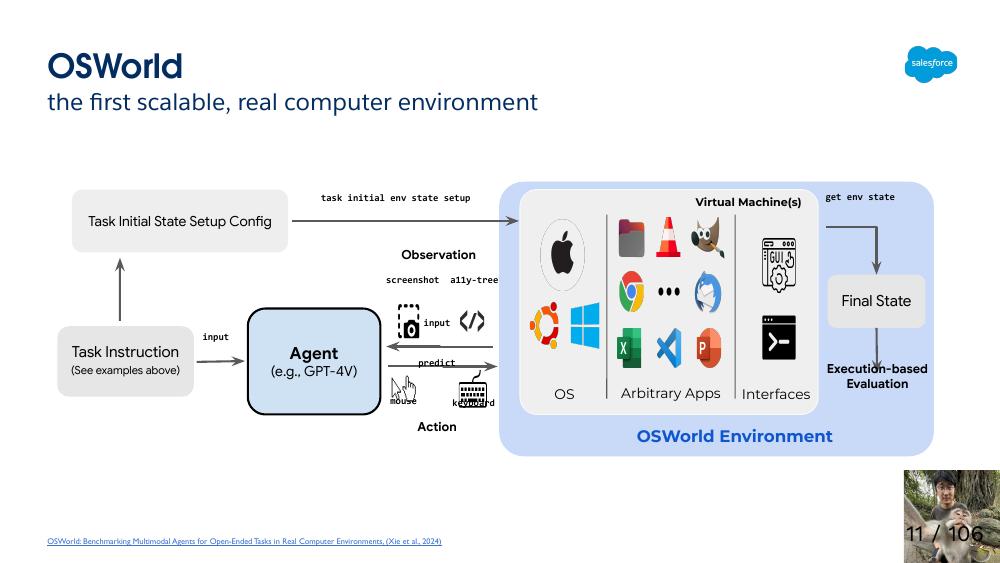 OSWorld
salesforce
the first scalable, real computer environment
Task Initial State Setup Config
task initial env state setup
Virtual Machine(s)
get env state
Observation
screenshot a11y-tree
GUI
Final State
input
Task Instruction
(See examples above)
input
Agent
(e.g., GPT-4V)
predict
mouse
keyboard
Action
X
P
OS
Arbitrary Apps
Interfaces
Execution-based
Evaluation
OSWorld Environment
OSWorld: Benchmarking Multimodal Agents for Open-Ended Tasks in Real Computer Environments, (Xie et al., 2024)
11 / 106